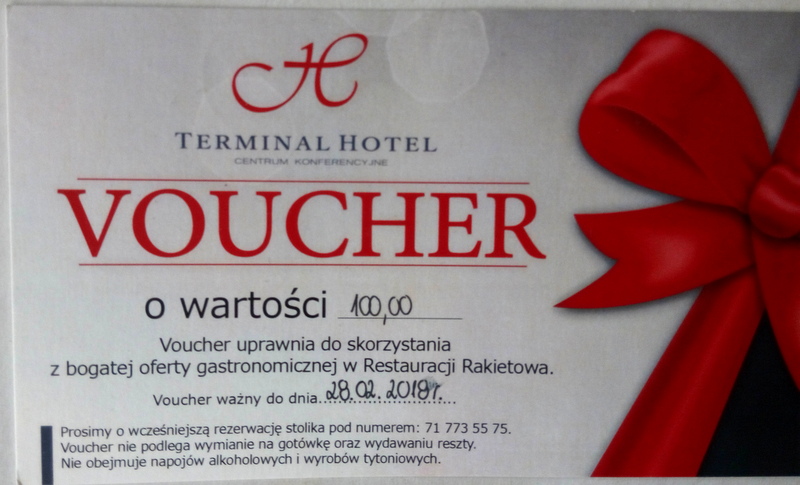 H
TERMINAL HOTEL
CENTRUM KONFERENCYJNE
VOUCHER
o wartości 100,00
Voucher uprawnia do skorzystania
z bogatej oferty gastronomicznej w Restauracji Rakietowa.
Voucher ważny do dnia 28.02.2018r.
Prosimy o wcześniejszą rezerwację stolika pod numerem: 71 773 55 75.
Voucher nie podlega wymianie na gotówkę oraz wydawaniu reszty.
Nie obejmuje napojów alkoholowych i wyrobów tytoniowych.